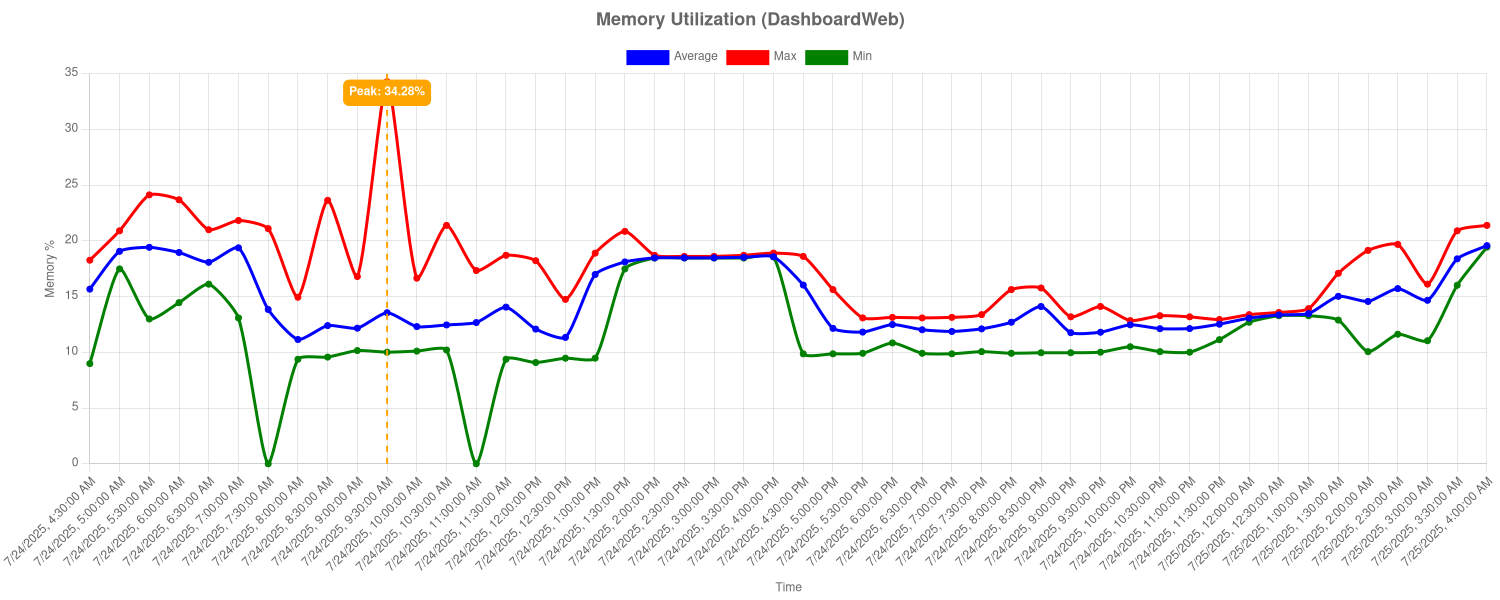 Memory Utilization (DashboardWeb)
Average Max Min
Peak: 34.28%
Memory %
35
30
25
20
15
10
5
0
7/24/2025, 4:30:00 AM
7/24/2025, 5:00:00 AM
7/24/2025, 5:30:00 AM
7/24/2025, 6:00:00 AM
7/24/2025, 6:30:00 AM
7/24/2025, 7:00:00 AM
7/24/2025, 7:30:00 AM
7/24/2025, 8:00:00 AM
7/24/2025, 8:30:00 AM
7/24/2025, 9:00:00 AM
7/24/2025, 9:30:00 AM
7/24/2025, 10:00:00 AM
7/24/2025, 10:30:00 AM
7/24/2025, 11:00:00 AM
7/24/2025, 11:30:00 AM
7/24/2025, 12:00:00 PM
7/24/2025, 12:30:00 PM
7/24/2025, 1:00:00 PM
7/24/2025, 1:30:00 PM
7/24/2025, 2:00:00 PM
7/24/2025, 2:30:00 PM
7/24/2025, 3:00:00 PM
7/24/2025, 3:30:00 PM
7/24/2025, 4:00:00 PM
7/24/2025, 4:30:00 PM
7/24/2025, 5:00:00 PM
7/24/2025, 5:30:00 PM
7/24/2025, 6:00:00 PM
7/24/2025, 6:30:00 PM
7/24/2025, 7:00:00 PM
7/24/2025, 7:30:00 PM
7/24/2025, 8:00:00 PM
7/24/2025, 8:30:00 PM
7/24/2025, 9:00:00 PM
7/24/2025, 9:30:00 PM
7/24/2025, 10:00:00 PM
7/24/2025, 10:30:00 PM
7/24/2025, 11:00:00 PM
7/24/2025, 11:30:00 PM
7/25/2025, 12:00:00 AM
7/25/2025, 12:30:00 AM
7/25/2025, 1:00:00 AM
7/25/2025, 1:30:00 AM
7/25/2025, 2:00:00 AM
7/25/2025, 2:30:00 AM
7/25/2025, 3:00:00 AM
7/25/2025, 3:30:00 AM
7/25/2025, 4:00:00 AM
Time